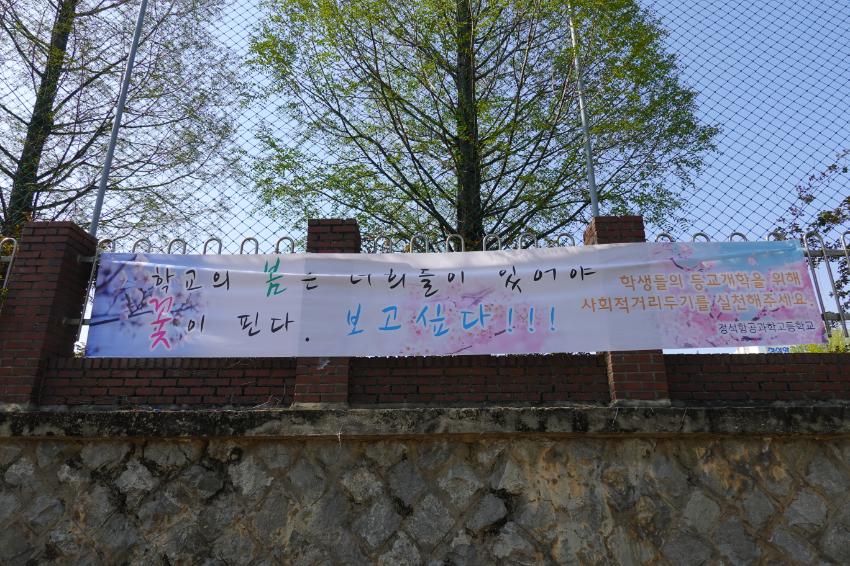 학교의 봄은 너희들이 있어야
꽃이 핀다. 보고싶다!!!
학생들의 등교개학을 위해
사회적거리두기를 실천해주세요
정석항공과학고등학교